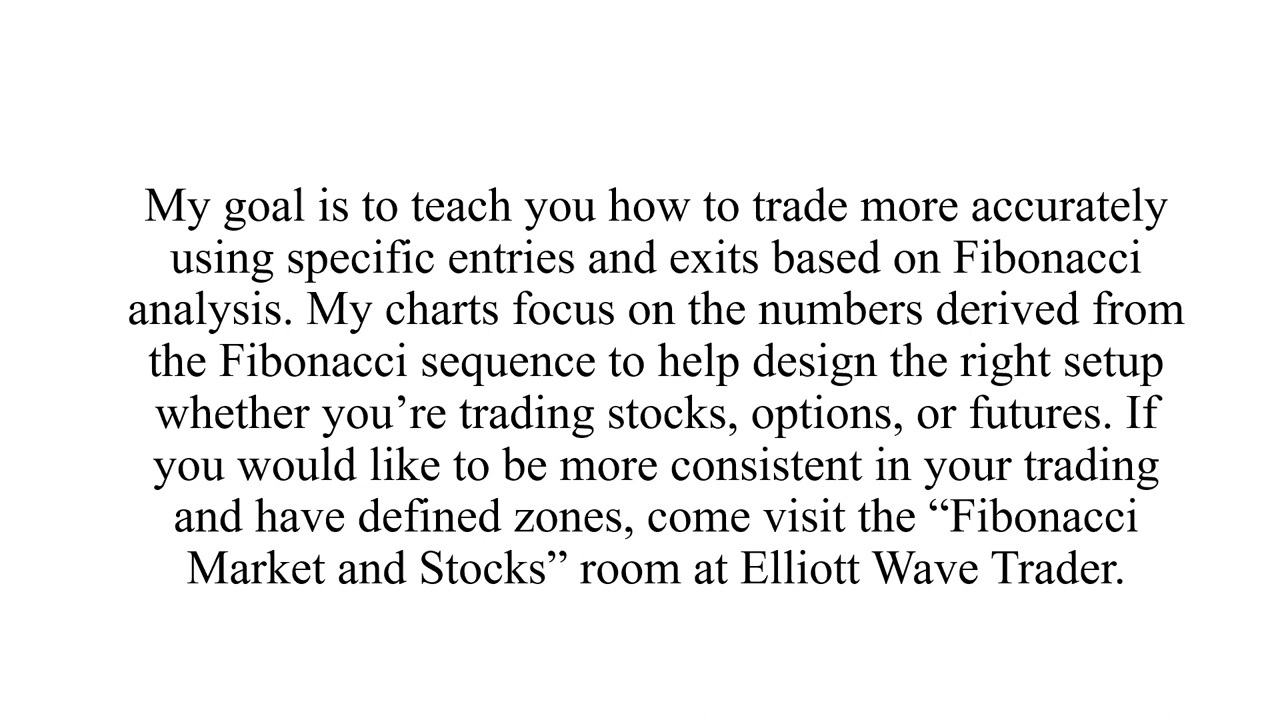 My goal is to teach you how to trade more accurately
using specific entries and exits based on Fibonacci
analysis. My charts focus on the numbers derived from
the Fibonacci sequence to help design the right setup
whether you’re trading stocks, options, or futures. If
you would like to be more consistent in your trading
and have defined zones, come visit the “Fibonacci
Market and Stocks” room at Elliott Wave Trader.